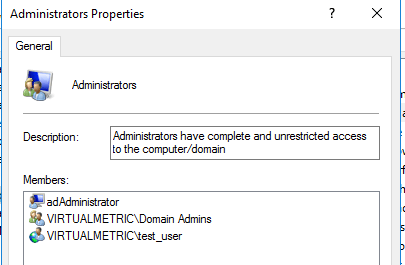 Administrators Properties
General
Administrators
Description:
Administrators have complete and unrestricted access
to the computer/domain
Members:
adAdministrator
VIRTUALMETRIC\Domain Admins
VIRTUALMETRIC\test_user